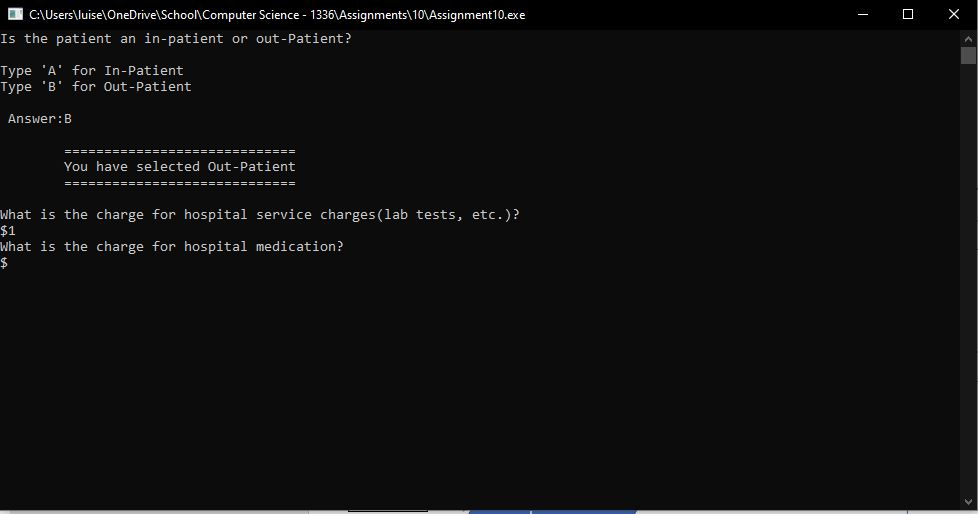 C:\Users\luise\OneDrive\School\Computer Science - 1336\Assignments\10\Assignment10.exe
Is the patient an in-patient or out-Patient?
Type 'A' for In-Patient
Type 'B' for Out-Patient
Answer:B
=============================
You have selected Out-Patient
=============================
What is the charge for hospital service charges(lab tests, etc.)?
$1
What is the charge for hospital medication?
$